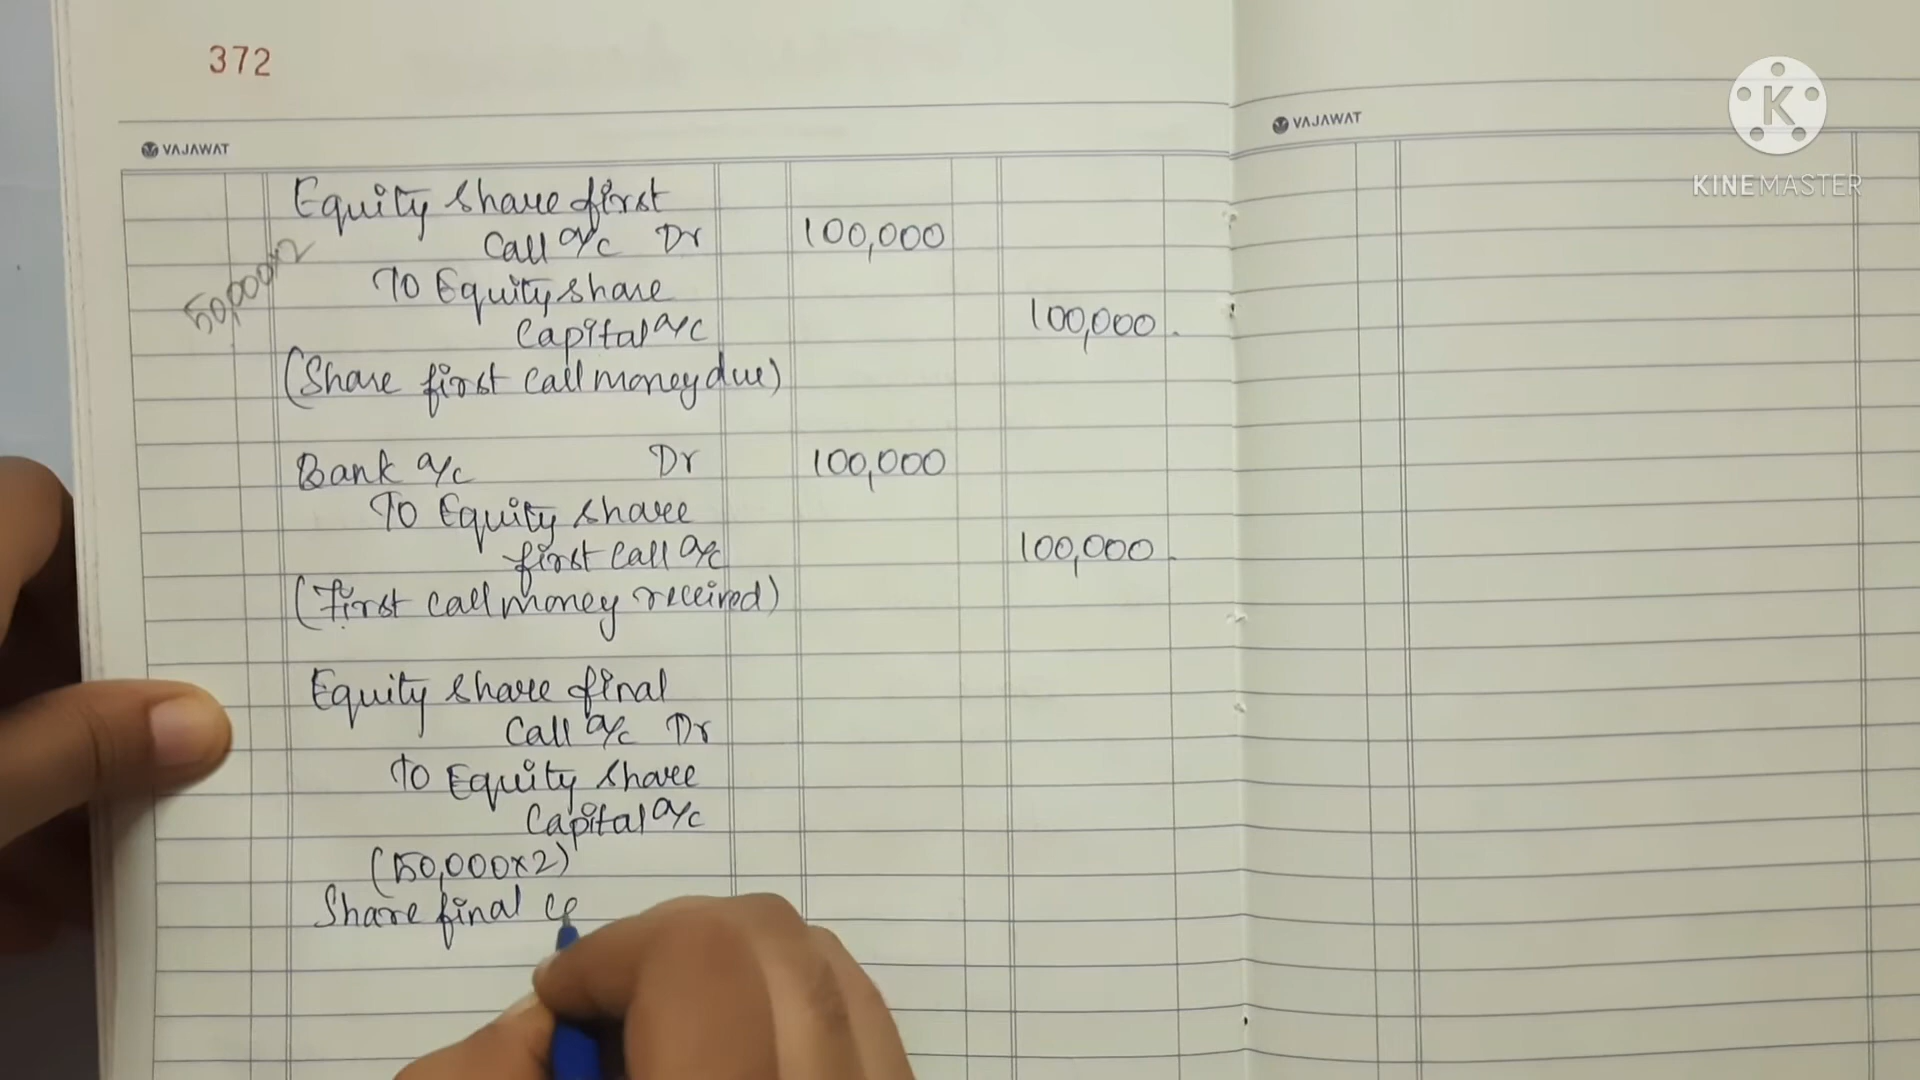 372
VAJAWAT
VAJAWAT
KINEMASTER
Equity share first
Call a/c Dr 100,000
To Equity share
Capital a/c 100,000
50,000×2
(Share first call money due)
Bank a/c Dr 100,000
To Equity share
first call a/c 100,000
(First call money received)
Equity share final
Call a/c Dr
To Equity share
Capital a/c
(50,000×2)
Share final